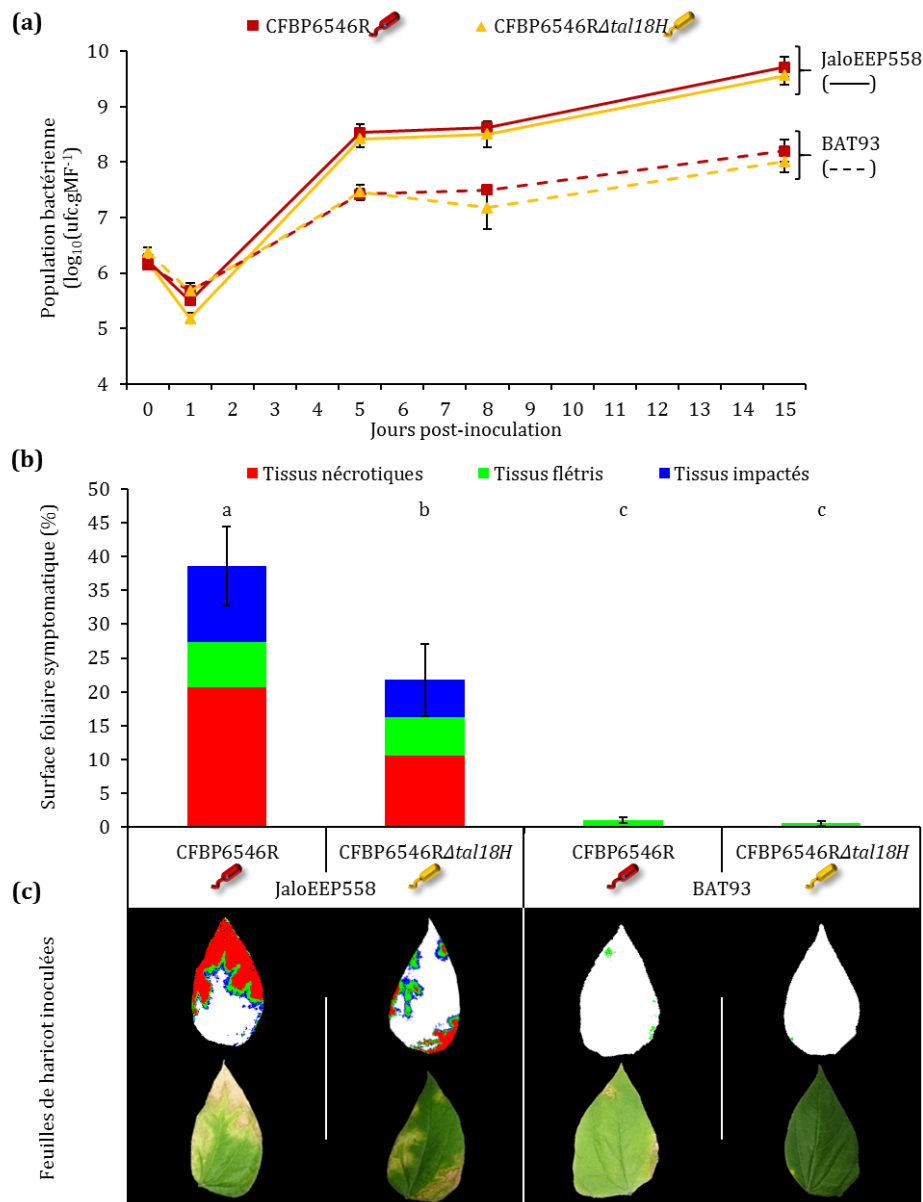 (a)
CFBP6546R
CFBP6546RΔtal18H
Population bactérienne
(log10(ufc.gMF-1)
10
9
8
7
6
5
4
0 1 2 3 4 5 6 8 9 10 11 12 13 14 15
Jours post-inoculation
JaloEEP558
(——)
BAT93
(----)
(b)
Tissus nécrotiques
Tissus flétris
Tissus impactés
Surface foliaire symptomatique (%)
50
45
40
35
30
25
20
15
10
5
0
a b c c
CFBP6546R CFBP6546RΔtal18H CFBP6546R CFBP6546RΔtal18H
JaloEEP558 BAT93
(c)
Feuilles de haricot inoculées